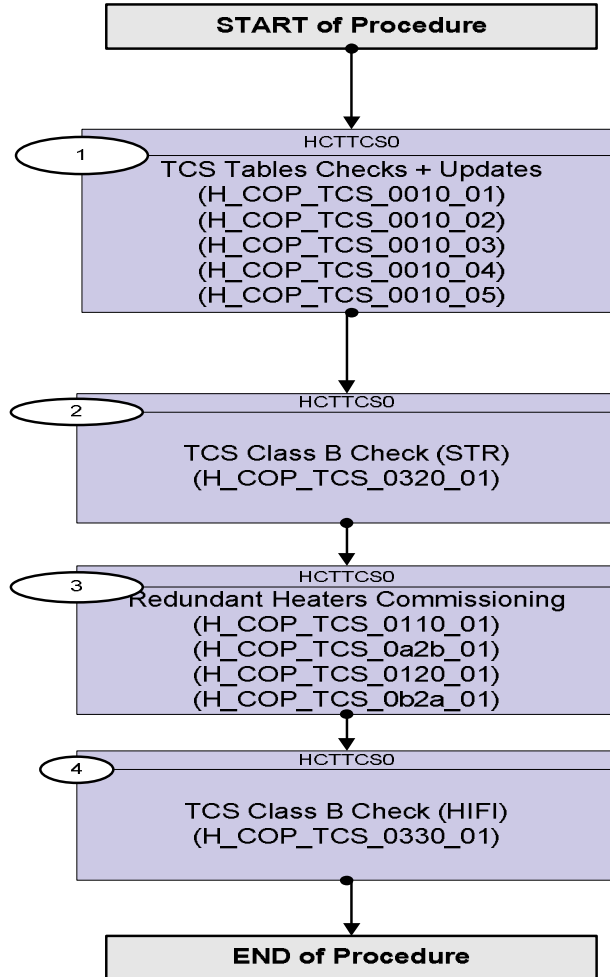 START of Procedure
HCTTCS0
1
TCS Tables Checks + Updates
(H_COP_TCS_0010_01)
(H_COP_TCS_0010_02)
(H_COP_TCS_0010_03)
(H_COP_TCS_0010_04)
(H_COP_TCS_0010_05)
HCTTCS0
2
TCS Class B Check (STR)
(H_COP_TCS_0320_01)
HCTTCS0
3
Redundant Heaters Commissioning
(H_COP_TCS_0110_01)
(H_COP_TCS_0a2b_01)
(H_COP_TCS_0120_01)
(H_COP_TCS_0b2a_01)
HCTTCS0
4
TCS Class B Check (HIFI)
(H_COP_TCS_0330_01)
END of Procedure